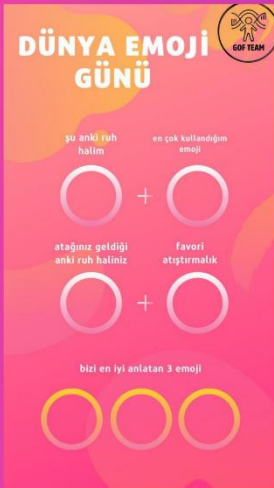 DÜNYA EMOJİ
GÜNÜ
GOF TEAM
şu anki ruh
halim
en çok kullandığım
emoji
atağınız geldiği
anki ruh haliniz
favori
atıştırmalık
bizi en iyi anlatan 3 emoji